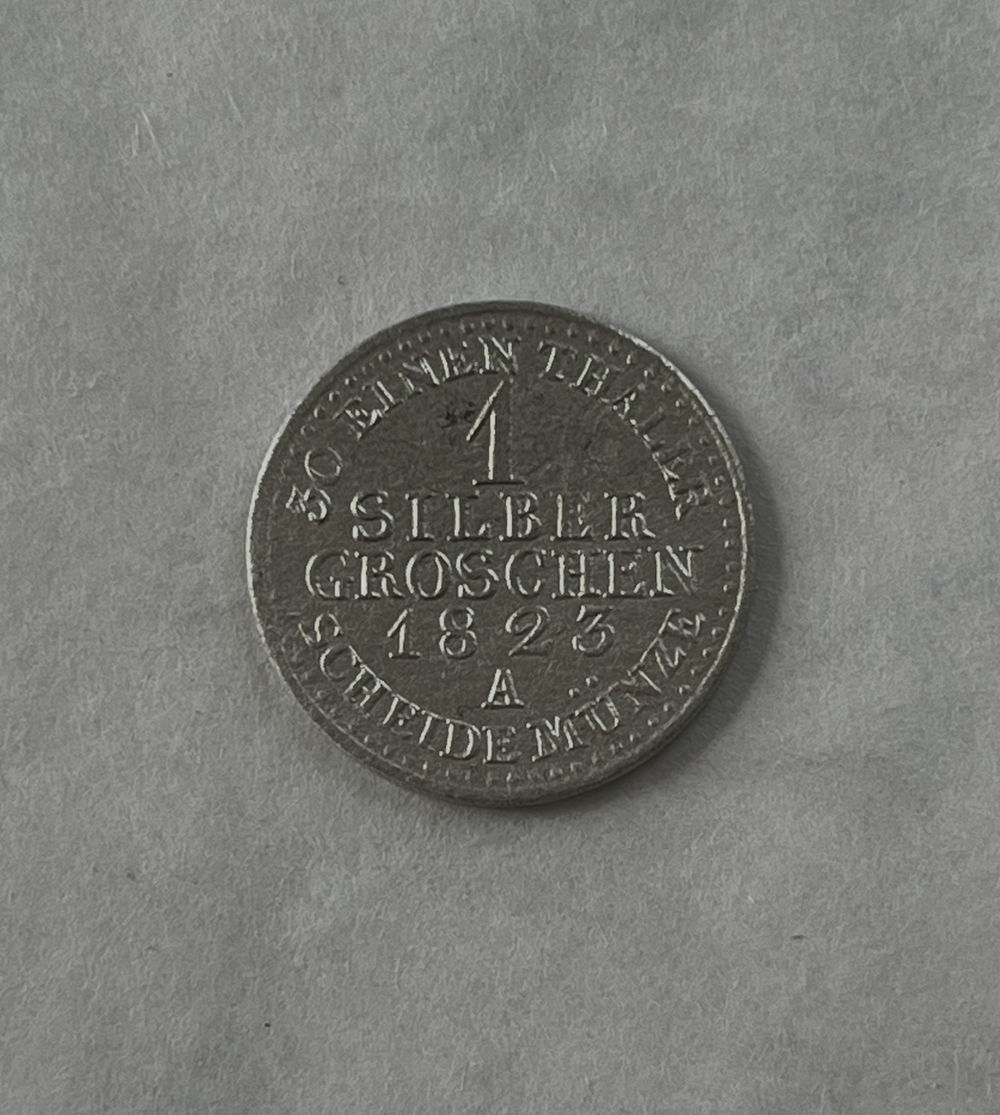 30 EINEN THALER
1
SILBER
GROSCHEN
1823
A
SCHEIDE MÜNZE